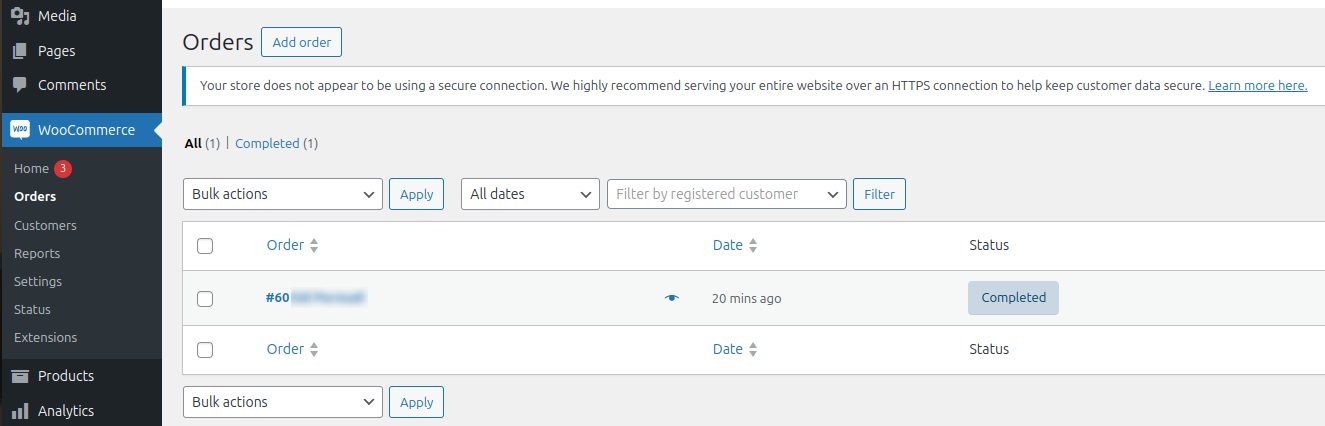 Media
Pages
Comments
WOO WooCommerce
Home 3
Orders
Customers
Reports
Settings
Status
Extensions
Products
Analytics
Orders Add order
Your store does not appear to be using a secure connection. We highly recommend serving your entire website over an HTTPS connection to help keep customer data secure. Learn more here.
All (1) | Completed (1)
Bulk actions Apply All dates Filter by registered customer Filter
Order Date Status
#60 20 mins ago Completed
Order Date Status
Bulk actions Apply